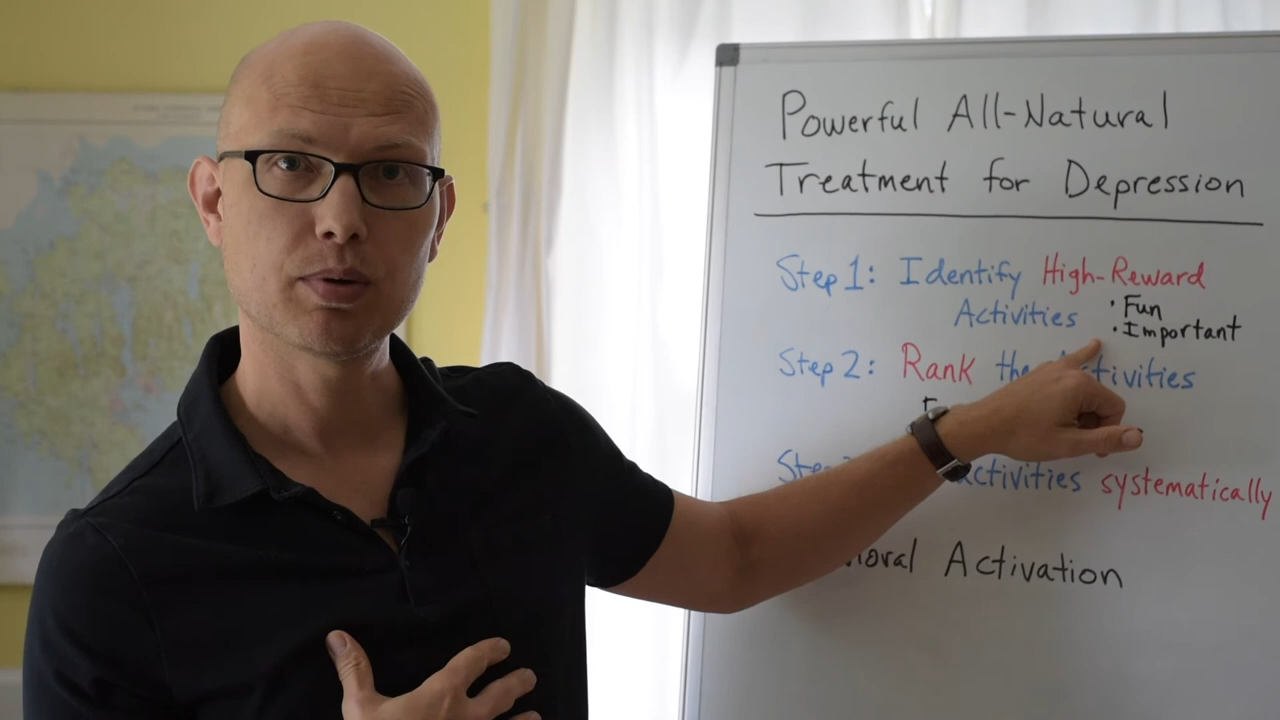 Powerful All-Natural
Treatment for Depression
Step 1: Identify High-Reward
Activities
· Fun
· Important
Step 2: Rank the Activities
Activities systematically
Activation